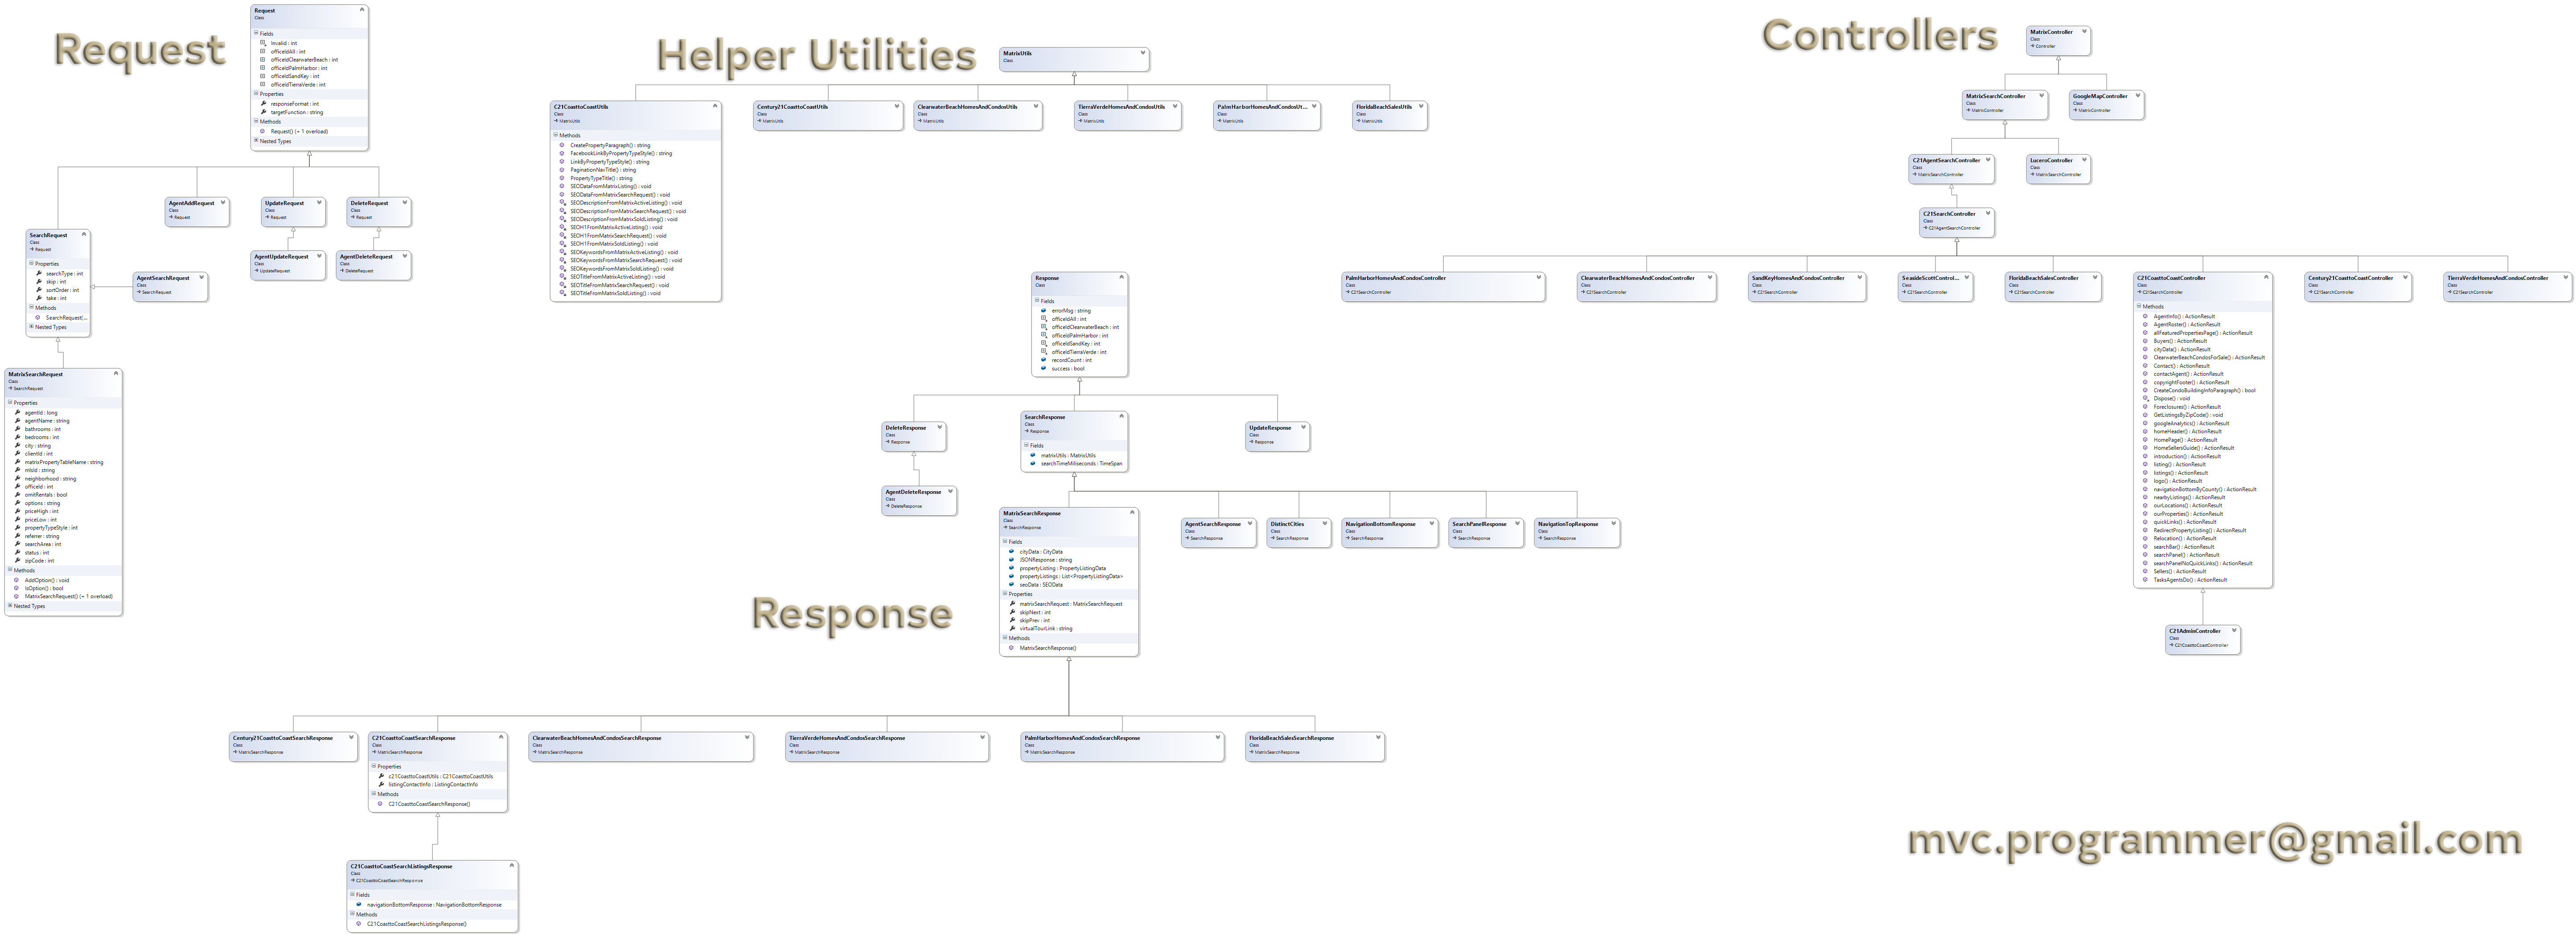 Request
Request
Class
Fields
Invalid : int
officeIdAll : int
officeIdClearwaterBeach : int
officeIdPalmHarbor : int
officeIdSandKey : int
officeIdTierraVerde : int
Properties
responseFormat : int
targetFunction : string
Methods
Request() (+ 1 overload)
Nested Types
AgentAddRequest
Class
Request
UpdateRequest
Class
Request
DeleteRequest
Class
Request
SearchRequest
Class
Request
Properties
searchType : int
skip : int
sortOrder : int
take : int
Methods
SearchRequest(...
Nested Types
AgentUpdateRequest
Class
UpdateRequest
AgentDeleteRequest
Class
DeleteRequest
AgentSearchRequest
Class
SearchRequest
MatrixSearchRequest
Class
SearchRequest
Properties
agentId : long
agentName : string
bathrooms : int
bedrooms : int
city : string
clientId : int
matrixPropertyTableName : string
mlsId : string
neighborhood : string
officeId : int
omitRentals : bool
options : string
priceHigh : int
priceLow : int
propertyTypeStyle : int
referrer : string
searchArea : int
status : int
zipCode : int
Methods
AddOption() : void
isOption() : bool
MatrixSearchRequest() (+ 1 overload)
Nested Types
Helper Utilities
MatrixUtils
Class
C21CoasttoCoastUtils
Class
MatrixUtils
Methods
CreatePropertyParagraph() : string
FacebookLinkByPropertyTypeStyle() : string
LinkByPropertyTypeStyle() : string
PaginationNavTitle() : string
PropertyTypeTitle() : string
SEODataFromMatrixListing() : void
SEODataFromMatrixSearchRequest() : void
SEODescriptionFromMatrixActiveListing() : void
SEODescriptionFromMatrixSearchRequest() : void
SEODescriptionFromMatrixSoldListing() : void
SEOH1FromMatrixActiveListing() : void
SEOH1FromMatrixSearchRequest() : void
SEOH1FromMatrixSoldListing() : void
SEOKeywordsFromMatrixActiveListing() : void
SEOKeywordsFromMatrixSearchRequest() : void
SEOKeywordsFromMatrixSoldListing() : void
SEOTitleFromMatrixActiveListing() : void
SEOTitleFromMatrixSearchRequest() : void
SEOTitleFromMatrixSoldListing() : void
Century21CoasttoCoastUtils
Class
MatrixUtils
ClearwaterBeachHomesAndCondosUtils
Class
MatrixUtils
TierraVerdeHomesAndCondosUtils
Class
MatrixUtils
PalmHarborHomesAndCondosUt...
Class
MatrixUtils
FloridaBeachSalesUtils
Class
MatrixUtils
Response
Response
Class
Fields
errorMsg : string
officeIdAll : int
officeIdClearwaterBeach : int
officeIdPalmHarbor : int
officeIdSandKey : int
officeIdTierraVerde : int
recordCount : int
success : bool
DeleteResponse
Class
Response
SearchResponse
Class
Response
Fields
matrixUtils : MatrixUtils
searchTimeMiliseconds : TimeSpan
UpdateResponse
Class
Response
AgentDeleteResponse
Class
DeleteResponse
MatrixSearchResponse
Class
SearchResponse
Fields
cityData : CityData
JSONResponse : string
propertyListing : PropertyListingData
propertyListings : List<PropertyListingData>
seoData : SEOData
Properties
matrixSearchRequest : MatrixSearchRequest
skipNext : int
skipPrev : int
virtualTourLink : string
Methods
MatrixSearchResponse()
AgentSearchResponse
Class
SearchResponse
DistinctCities
Class
SearchResponse
NavigationBottomResponse
Class
SearchResponse
SearchPanelResponse
Class
SearchResponse
NavigationTopResponse
Class
SearchResponse
Century21CoasttoCoastSearchResponse
Class
MatrixSearchResponse
C21CoasttoCoastSearchResponse
Class
MatrixSearchResponse
Properties
c21CoasttoCoastUtils : C21CoasttoCoastUtils
listingContactInfo : ListingContactInfo
Methods
C21CoasttoCoastSearchResponse()
ClearwaterBeachHomesAndCondosSearchResponse
Class
MatrixSearchResponse
TierraVerdeHomesAndCondosSearchResponse
Class
MatrixSearchResponse
PalmHarborHomesAndCondosSearchResponse
Class
MatrixSearchResponse
FloridaBeachSalesSearchResponse
Class
MatrixSearchResponse
C21CoasttoCoastSearchListingsResponse
Class
C21CoasttoCoastSearchResponse
Fields
navigationBottomResponse : NavigationBottomResponse
Methods
C21CoasttoCoastSearchListingsResponse()
Controllers
MatrixController
Class
Controller
MatrixSearchController
Class
MatrixController
GoogleMapController
Class
MatrixController
C21AgentSearchController
Class
MatrixSearchController
LuceroController
Class
MatrixSearchController
C21SearchController
Class
C21AgentSearchController
PalmHarborHomesAndCondosController
Class
C21SearchController
ClearwaterBeachHomesAndCondosController
Class
C21SearchController
SandKeyHomesAndCondosController
Class
C21SearchController
SeasideScottControl...
Class
C21SearchController
FloridaBeachSalesController
Class
C21SearchController
C21CoasttoCoastController
Class
C21SearchController
Methods
AgentInfo() : ActionResult
AgentRoster() : ActionResult
allFeaturedPropertiesPage() : ActionResult
Buyers() : ActionResult
cityData() : ActionResult
ClearwaterBeachCondosForSale() : ActionResult
Contact() : ActionResult
contactAgent() : ActionResult
copyrightFooter() : ActionResult
CreateCondoBuildingInfoParagraph() : bool
Dispose() : void
Foreclosures() : ActionResult
GetListingsByZipCode() : void
googleAnalytics() : ActionResult
homeHeader() : ActionResult
HomePage() : ActionResult
HomeSellersGuide() : ActionResult
introduction() : ActionResult
listing() : ActionResult
listings() : ActionResult
logo() : ActionResult
navigationBottomByCounty() : ActionResult
nearbyListings() : ActionResult
ourLocations() : ActionResult
ourProperties() : ActionResult
quickLinks() : ActionResult
RedirectPropertyListing() : ActionResult
Relocation() : ActionResult
searchBar() : ActionResult
searchPanel() : ActionResult
searchPanelNoQuickLinks() : ActionResult
Sellers() : ActionResult
TasksAgentsDo() : ActionResult
Century21CoasttoCoastController
Class
C21SearchController
TierraVerdeHomesAndCondosController
Class
C21SearchController
C21AdminController
Class
C21CoasttoCoastController
mvc.programmer@gmail.com